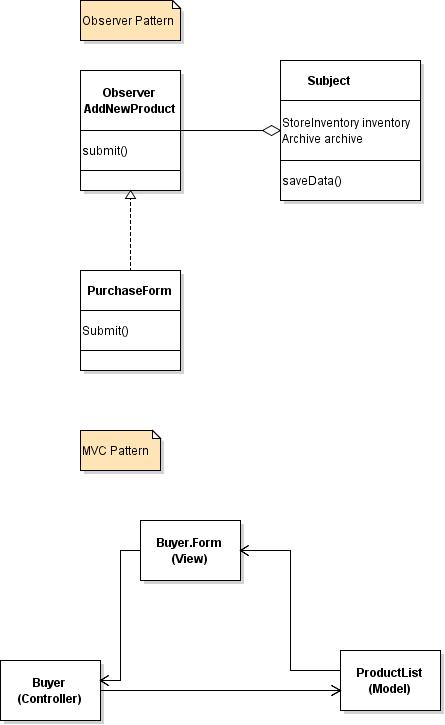 Observer Pattern
Observer
AddNewProduct
submit()
Subject
StoreInventory inventory
Archive archive
saveData()
PurchaseForm
Submit()
MVC Pattern
Buyer.Form
(View)
Buyer
(Controller)
ProductList
(Model)